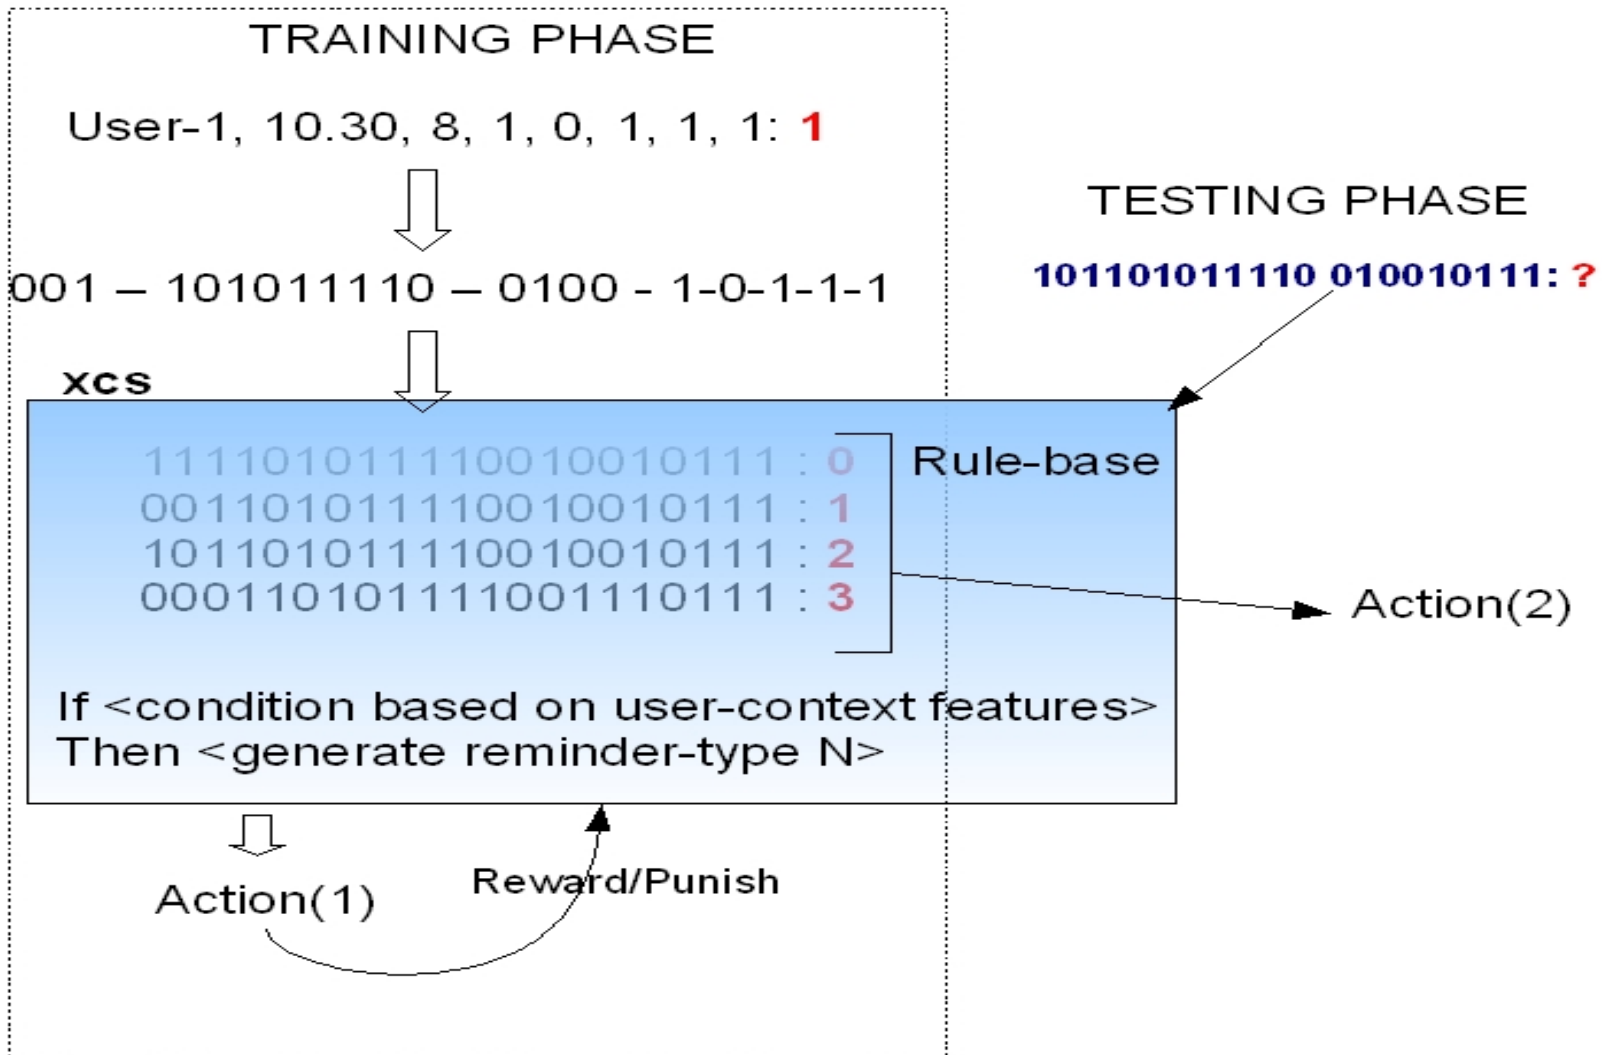 TRAINING PHASE
User-1, 10.30, 8, 1, 0, 1, 1, 1: 1
001 – 101011110 – 0100 - 1-0-1-1-1
TESTING PHASE
101101011110 010010111: ?
xcs
111101011110010010111 : 0
001101011110010010111 : 1
101101011110010010111 : 2
000110101111001110111 : 3
Rule-base
Action(2)
If <condition based on user-context features>
Then <generate reminder-type N>
Action(1)
Reward/Punish